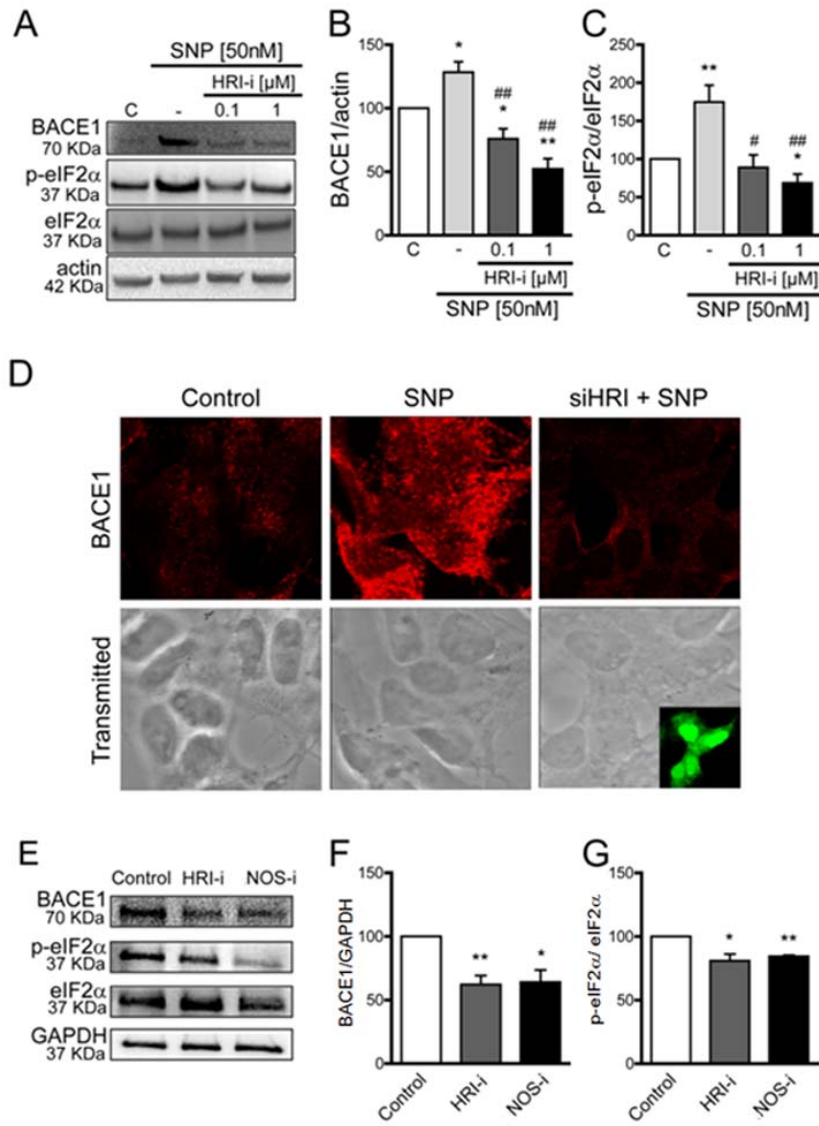 A
SNP [50nM]
HRI-i [µM]
C - 0.1 1
BACE1
70 KDa
p-eIF2α
37 KDa
eIF2α
37 KDa
actin
42 KDa
B
BACE1/actin
150
100
50
0
*
##
*
##
**
C - 0.1 1
HRI-i [µM]
SNP [50nM]
C
p-eIF2α/eIF2α
250
200
150
100
50
0
**
#
##
*
C - 0.1 1
HRI-i [µM]
SNP [50nM]
D
Control SNP siHRI + SNP
BACE1
Transmitted
E
Control HRI-i NOS-i
BACE1
70 KDa
p-eIF2α
37 KDa
eIF2α
37 KDa
GAPDH
37 KDa
F
BACE1/GAPDH
150
100
50
0
**
*
Control HRI-i NOS-i
G
p-eIF2α/ eIF2α
150
100
50
0
*
**
Control HRI-i NOS-i